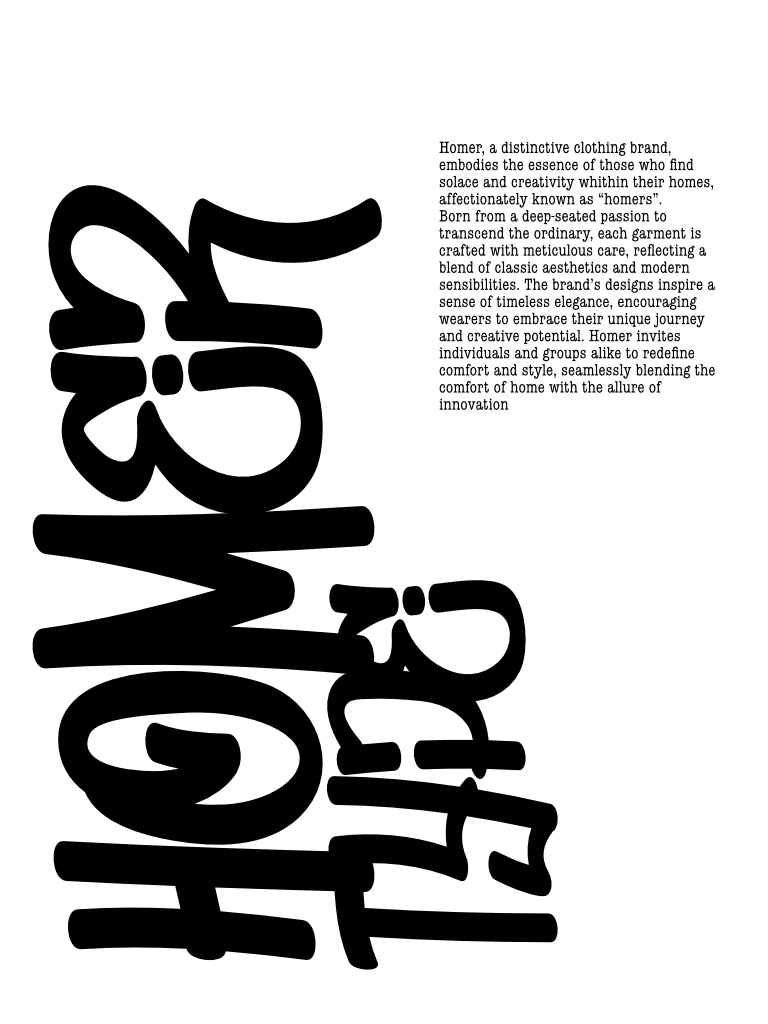 HOMER
Homer, a distinctive clothing brand,
embodies the essence of those who find
solace and creativity whithin their homes,
affectionately known as “homers”.
Born from a deep-seated passion to
transcend the ordinary, each garment is
crafted with meticulous care, reflecting a
blend of classic aesthetics and modern
sensibilities. The brand’s designs inspire a
sense of timeless elegance, encouraging
wearers to embrace their unique journey
and creative potential. Homer invites
individuals and groups alike to redefine
comfort and style, seamlessly blending the
comfort of home with the allure of
innovation